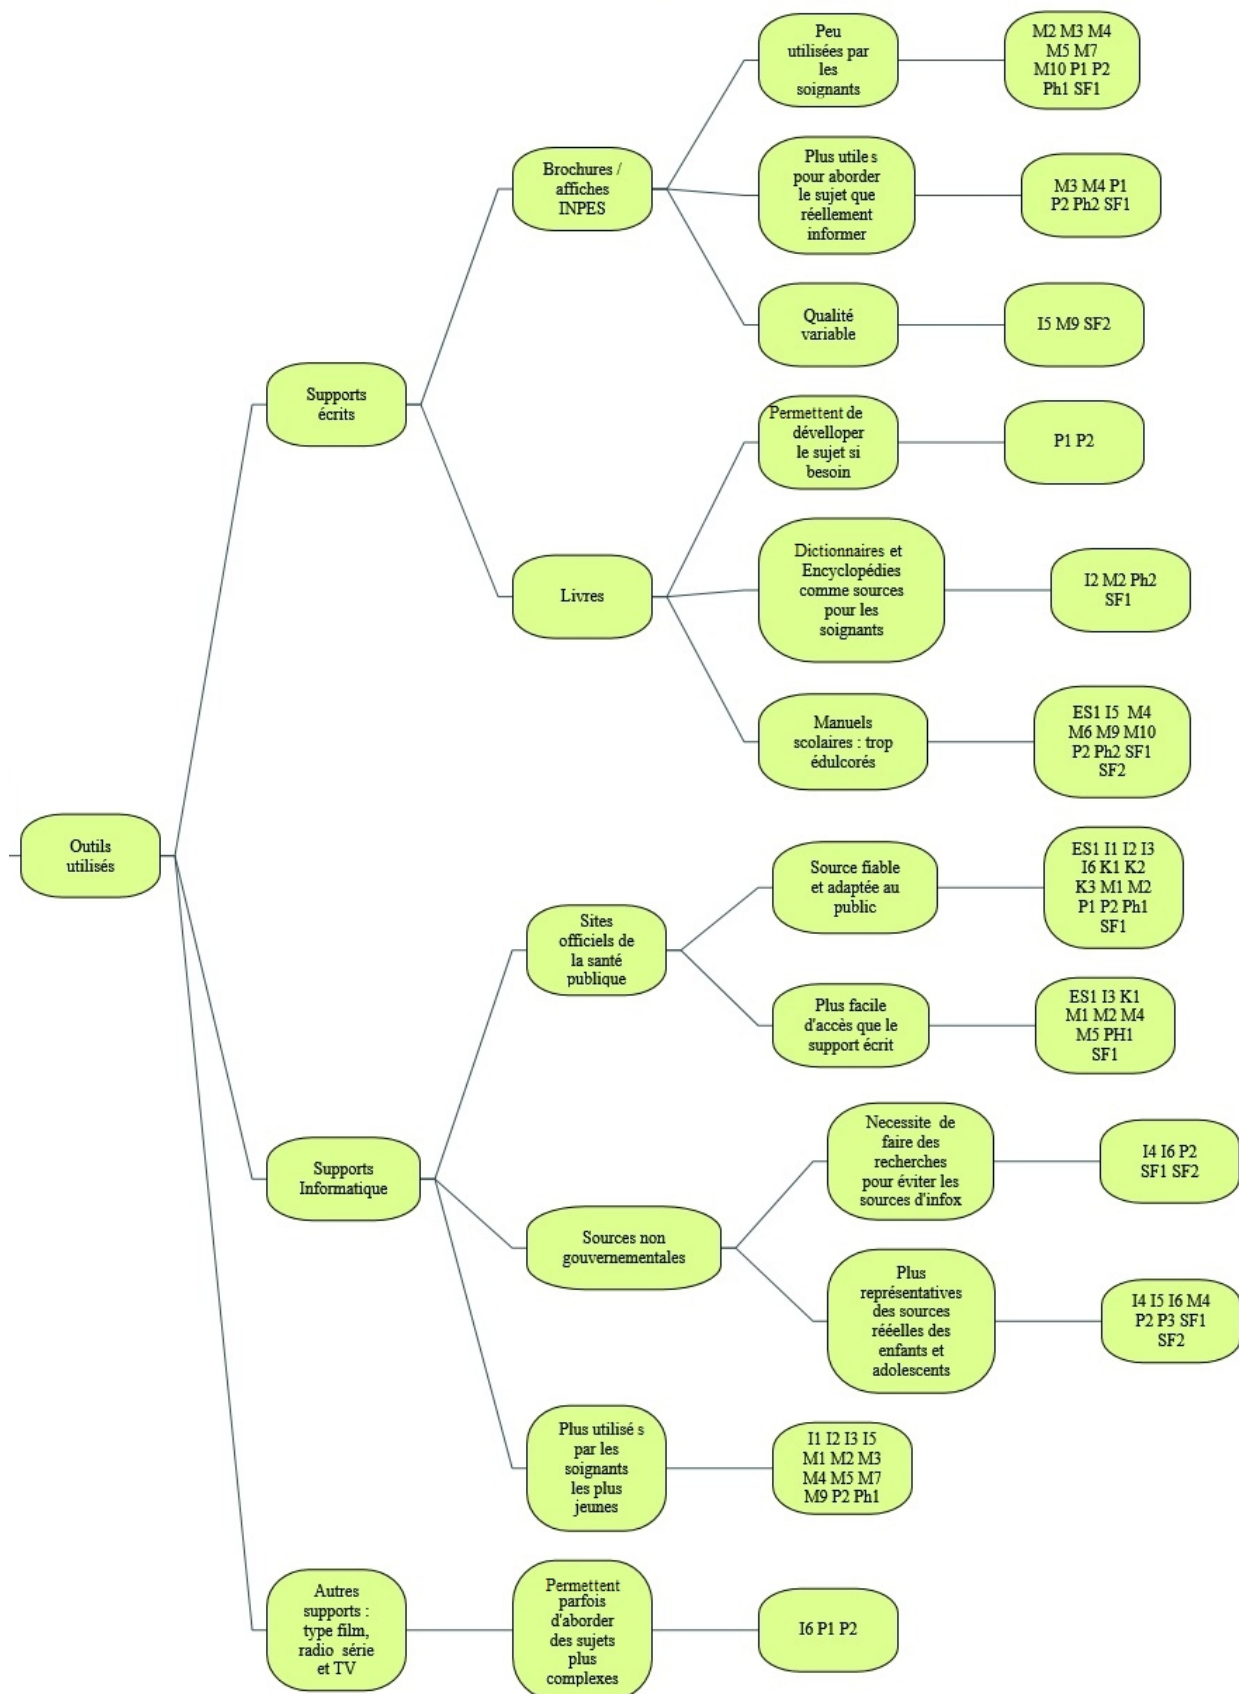 Outils
utilisés
Supports
écrits
Brochures /
affiches
INPES
Peu
utilisées par
les
soignants
M2 M3 M4
M5 M7
M10 P1 P2
Ph1 SF1
Plus utile s
pour aborder
le sujet que
réellement
informer
M3 M4 P1
P2 Ph2 SF1
Qualité
variable
I5 M9 SF2
Livres
Permettent de
dévelloper
le sujet si
besoin
P1 P2
Dictionnaires et
Encyclopédies
comme sources
pour les
soignants
I2 M2 Ph2
SF1
Manuels
scolaires : trop
édulcorés
ES1 I5 M4
M6 M9 M10
P2 Ph2 SF1
SF2
Supports
Informatique
Sites
officiels de
la santé
publique
Source fiable
et adaptée au
public
ES1 I1 I2 I3
I6 K1 K2
K3 M1 M2
P1 P2 Ph1
SF1
Plus facile
d'accès que le
support écrit
ES1 I3 K1
M1 M2 M4
M5 PH1
SF1
Sources non
gouvernementales
Necessite de
faire des
recherches
pour éviter les
sources d'infox
I4 I6 P2
SF1 SF2
Plus
représentatives
des sources
réeélles des
enfants et
adolescents
I4 I5 I6 M4
P2 P3 SF1
SF2
Plus utilisé s
par les
soignants
les plus
jeunes
I1 I2 I3 I5
M1 M2 M3
M4 M5 M7
M9 P2 Ph1
Autres
supports :
type film,
radio série
et TV
Permettent
parfois
d'aborder
des sujets
plus
complexes
I6 P1 P2